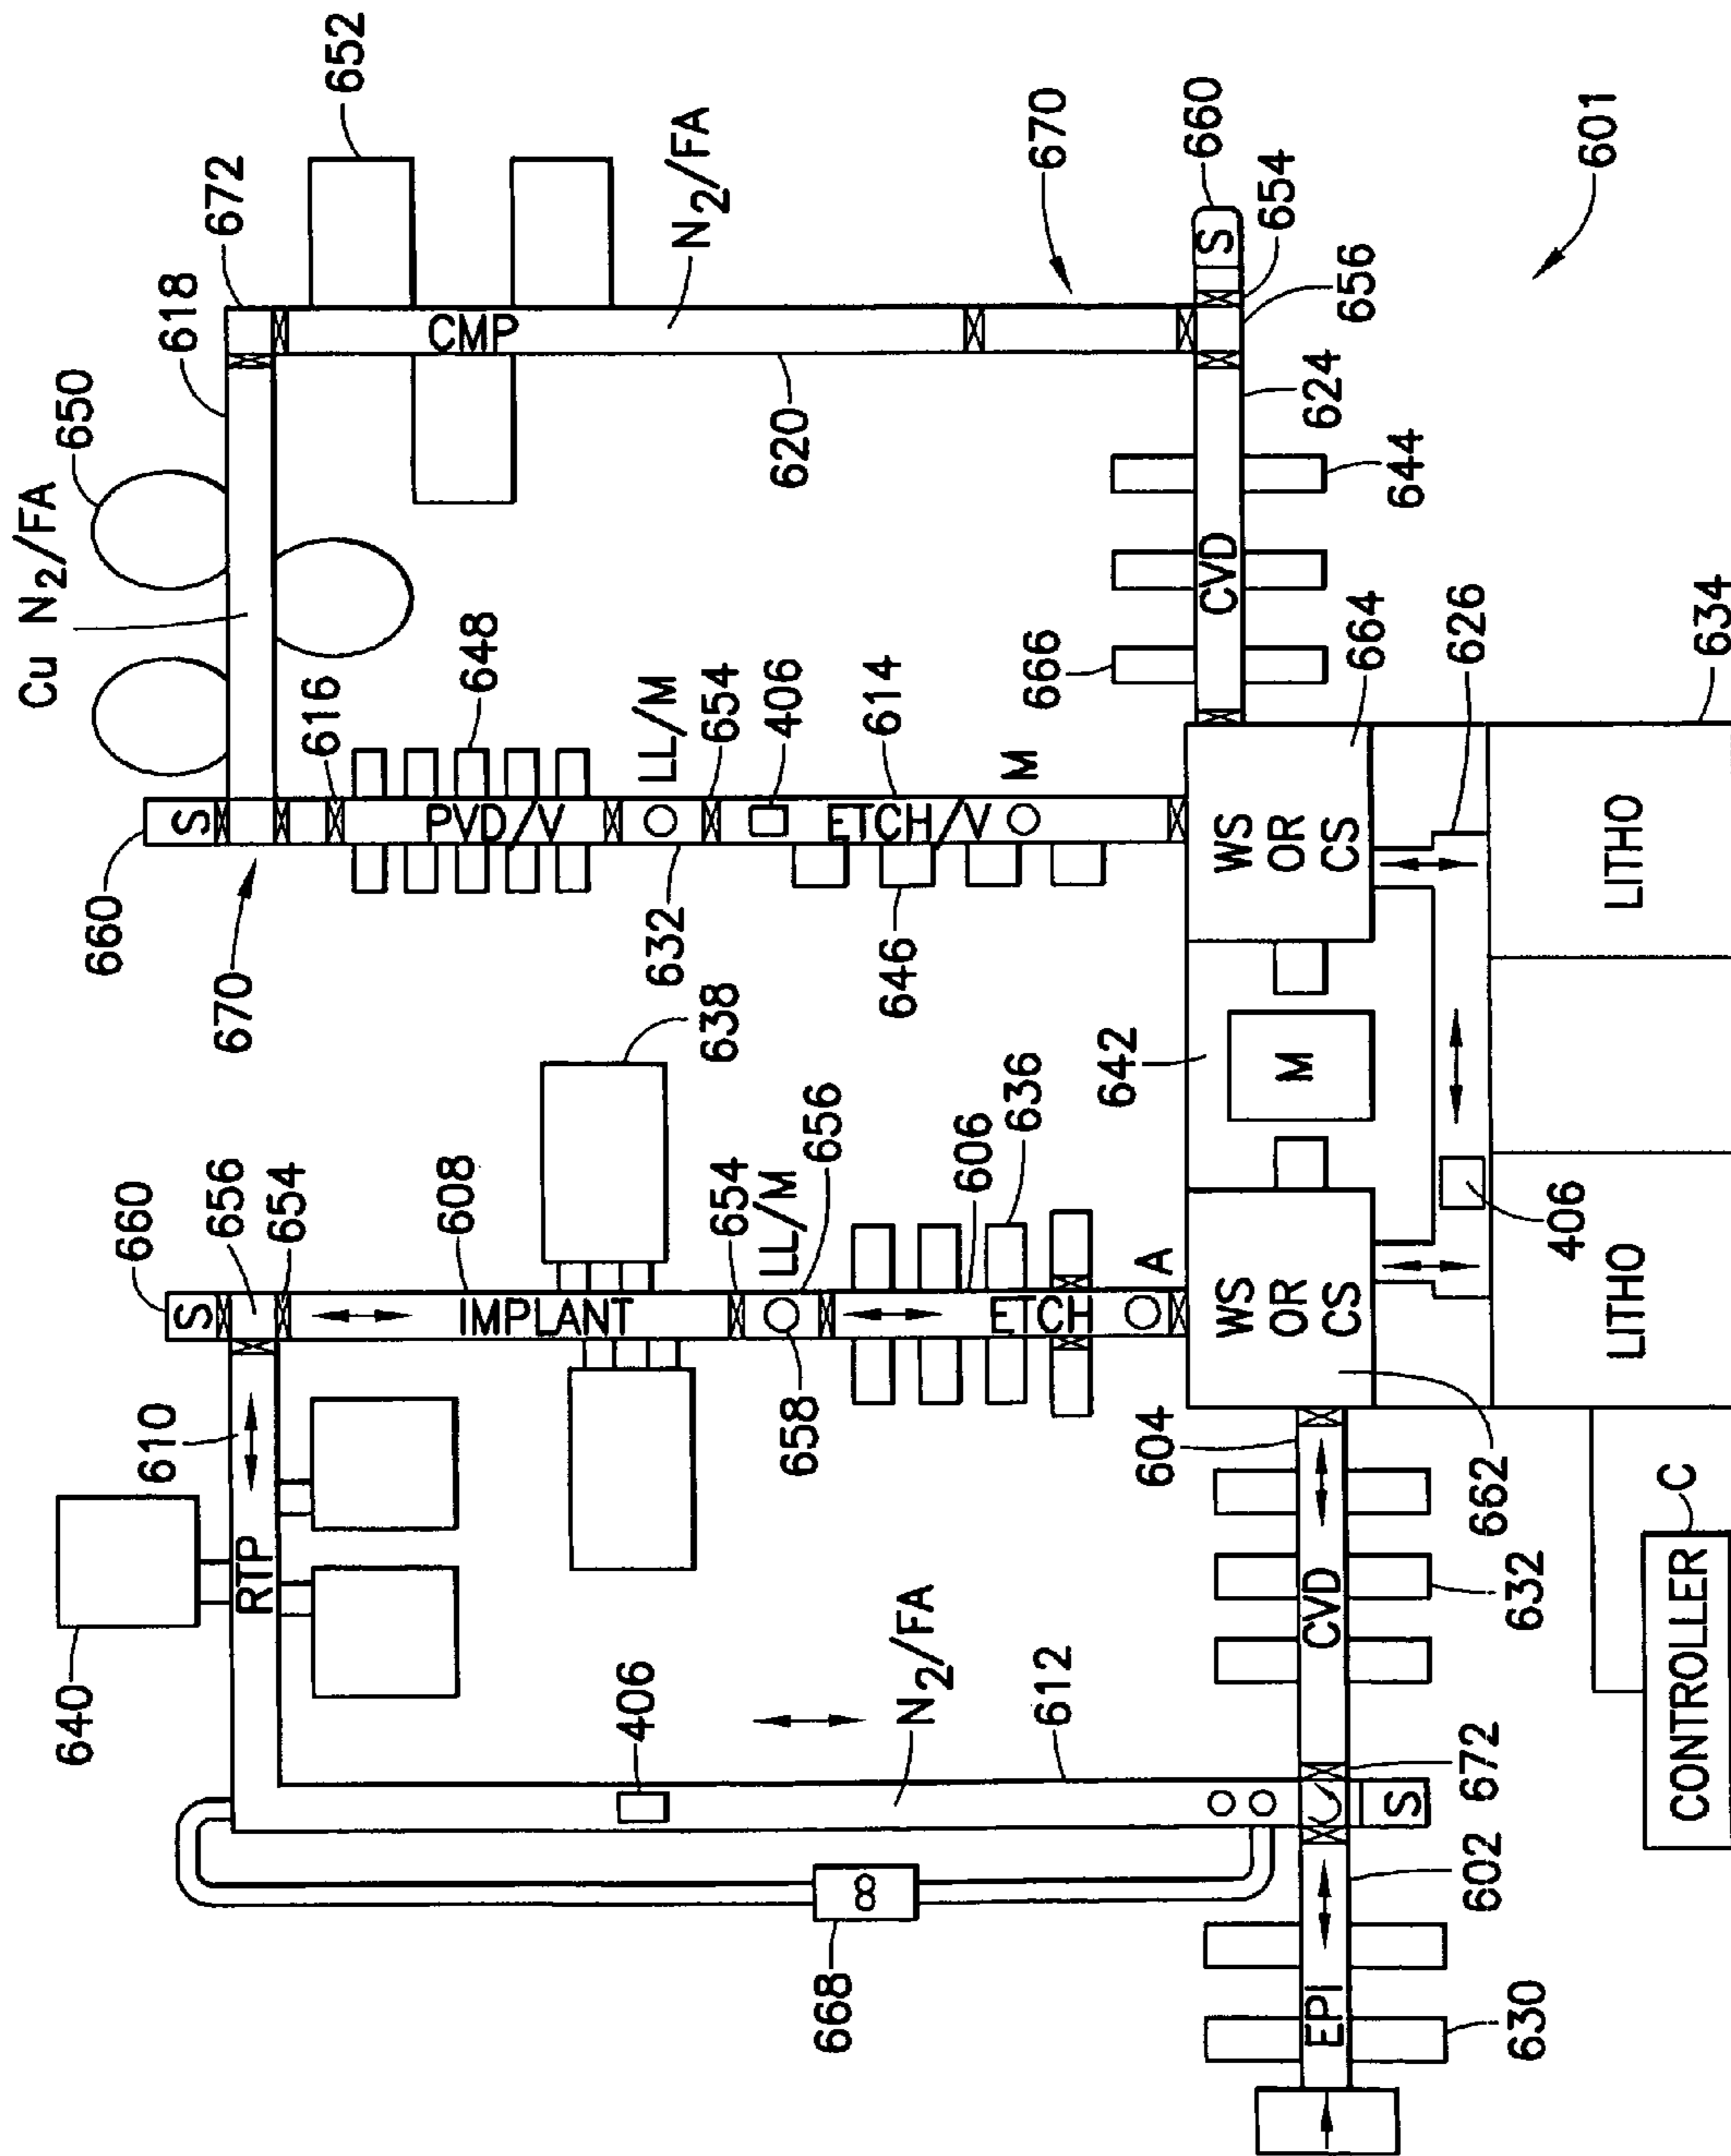 Cu N₂/FA
640
660
660
650
652
610
656
670
616
618
672
S
S
RTP
654
608
648
638
406
IMPLANT
PVD/V
CMP
N₂/FA
LL/M
632
LL/M
620
654
654
406
658
656
646
ETCH/V
614
668
N₂/FA
636
606
ETCH
A
M
670
612
604
642
666
660
EPI
CVD
WS
OR
CS
M
WS
OR
CS
CVD
624
S
654
656
S
602
672
632
662
664
644
630
406
626
601
C
CONTROLLER
LITHO
LITHO
634